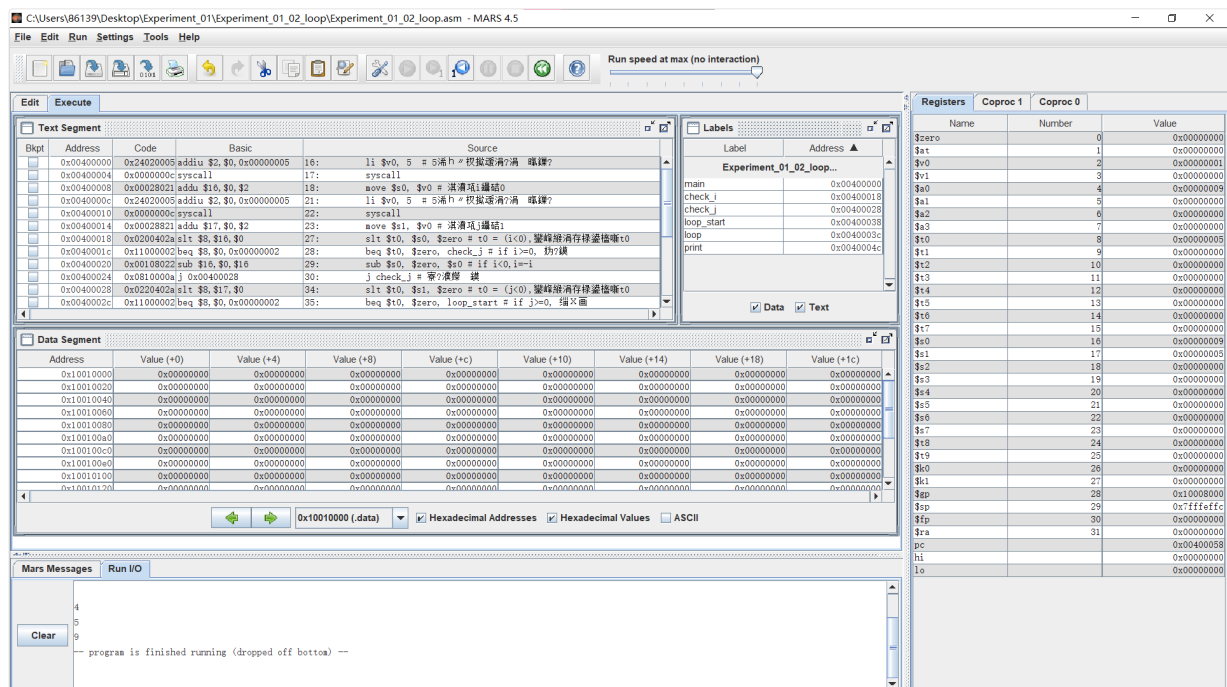 C:\Users\86139\Desktop\Experiment_01\Experiment_01_02_loop\Experiment_01_02_loop.asm - MARS 4.5
File Edit Run Settings Tools Help
Run speed at max (no interaction)
Edit Execute
Text Segment
Bkpt Address Code Basic Source
0x00400000 0x24020005 addiu $2,$0,0x00000005 16: li $v0, 5 # 5
0x00400004 0x0000000c syscall 17: syscall
0x00400008 0x00028021 addu $16,$0,$2 18: move $s0, $v0 #
0x0040000c 0x24020005 addiu $2,$0,0x00000005 21: li $v0, 5 # 5
0x00400010 0x0000000c syscall 22: syscall
0x00400014 0x00028821 addu $17,$0,$2 23: move $s1, $v0 #
0x00400018 0x0200402a slt $8,$16,$0 27: slt $t0, $s0, $zero # t0 = (i<0),
0x0040001c 0x11000002 beq $8,$0,0x00000002 28: beq $t0, $zero, check_j # if i>=0,
0x00400020 0x00108022 sub $16,$0,$16 29: sub $s0, $zero, $s0 # if i<0,i=-i
0x00400024 0x0810000a j 0x00400028 30: j check_j #
0x00400028 0x0220402a slt $8,$17,$0 34: slt $t0, $s1, $zero # t0 = (j<0),
0x0040002c 0x11000002 beq $8,$0,0x00000002 35: beq $t0, $zero, loop_start # if j>=0,
Labels
Label Address ▲
Experiment_01_02_loop...
main 0x00400000
check_i 0x00400018
check_j 0x00400028
loop_start 0x00400038
loop 0x0040003c
print 0x0040004c
Data Text
Data Segment
Address Value (+0) Value (+4) Value (+8) Value (+c) Value (+10) Value (+14) Value (+18) Value (+1c)
0x10010000 0x00000000 0x00000000 0x00000000 0x00000000 0x00000000 0x00000000 0x00000000 0x00000000
0x10010020 0x00000000 0x00000000 0x00000000 0x00000000 0x00000000 0x00000000 0x00000000 0x00000000
0x10010040 0x00000000 0x00000000 0x00000000 0x00000000 0x00000000 0x00000000 0x00000000 0x00000000
0x10010060 0x00000000 0x00000000 0x00000000 0x00000000 0x00000000 0x00000000 0x00000000 0x00000000
0x10010080 0x00000000 0x00000000 0x00000000 0x00000000 0x00000000 0x00000000 0x00000000 0x00000000
0x100100a0 0x00000000 0x00000000 0x00000000 0x00000000 0x00000000 0x00000000 0x00000000 0x00000000
0x100100c0 0x00000000 0x00000000 0x00000000 0x00000000 0x00000000 0x00000000 0x00000000 0x00000000
0x100100e0 0x00000000 0x00000000 0x00000000 0x00000000 0x00000000 0x00000000 0x00000000 0x00000000
0x10010100 0x00000000 0x00000000 0x00000000 0x00000000 0x00000000 0x00000000 0x00000000 0x00000000
0x10010120 0x00000000 0x00000000 0x00000000 0x00000000 0x00000000 0x00000000 0x00000000 0x00000000
0x10010000 (.data) Hexadecimal Addresses Hexadecimal Values ASCII
Mars Messages Run I/O
Clear
4
5
9
-- program is finished running (dropped off bottom) --
Registers Coproc 1 Coproc 0
Name Number Value
$zero 0 0x00000000
$at 1 0x00000000
$v0 2 0x00000001
$v1 3 0x00000000
$a0 4 0x00000009
$a1 5 0x00000000
$a2 6 0x00000000
$a3 7 0x00000000
$t0 8 0x00000000
$t1 9 0x00000000
$t2 10 0x00000000
$t3 11 0x00000000
$t4 12 0x00000000
$t5 13 0x00000000
$t6 14 0x00000000
$t7 15 0x00000000
$s0 16 0x00000009
$s1 17 0x00000005
$s2 18 0x00000000
$s3 19 0x00000000
$s4 20 0x00000000
$s5 21 0x00000000
$s6 22 0x00000000
$s7 23 0x00000000
$t8 24 0x00000000
$t9 25 0x00000000
$k0 26 0x00000000
$k1 27 0x00000000
$gp 28 0x10008000
$sp 29 0x7fffeffc
$fp 30 0x00000000
$ra 31 0x00000000
pc 0x00400058
hi 0x00000000
lo 0x00000000